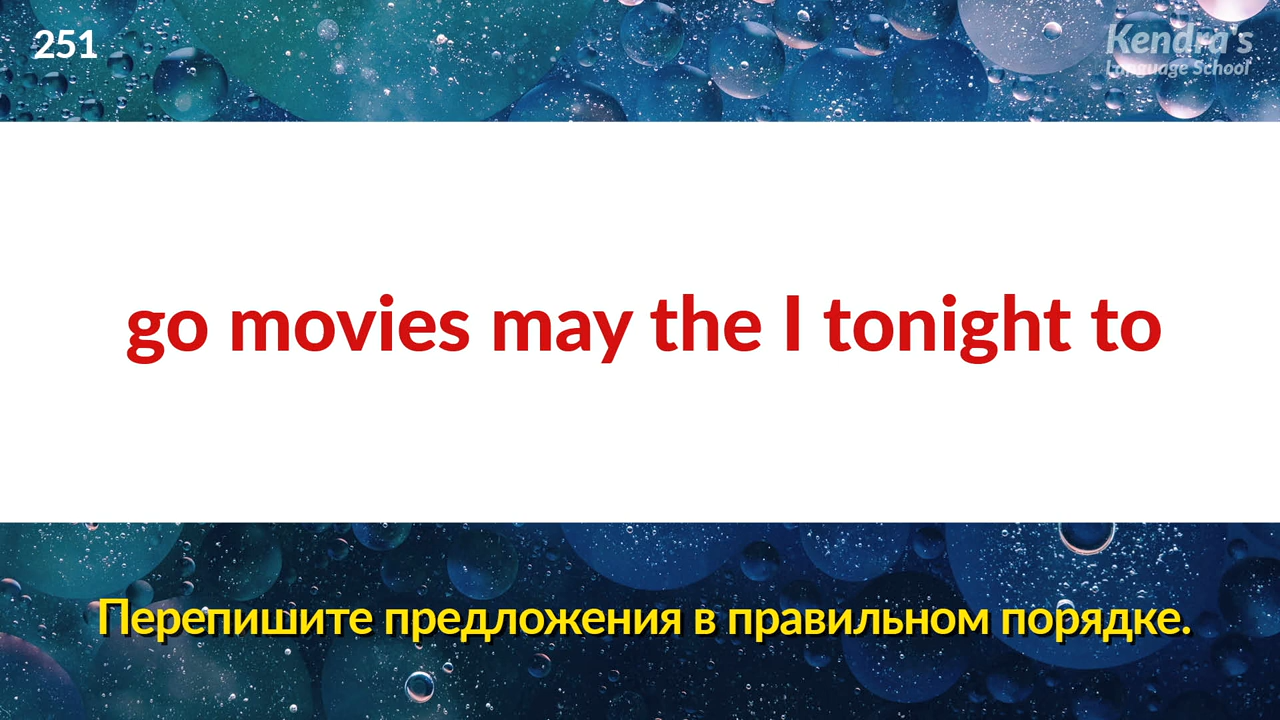 251
Kendra's
Language School
go movies may the I tonight to
Перепишите предложения в правильном порядке.